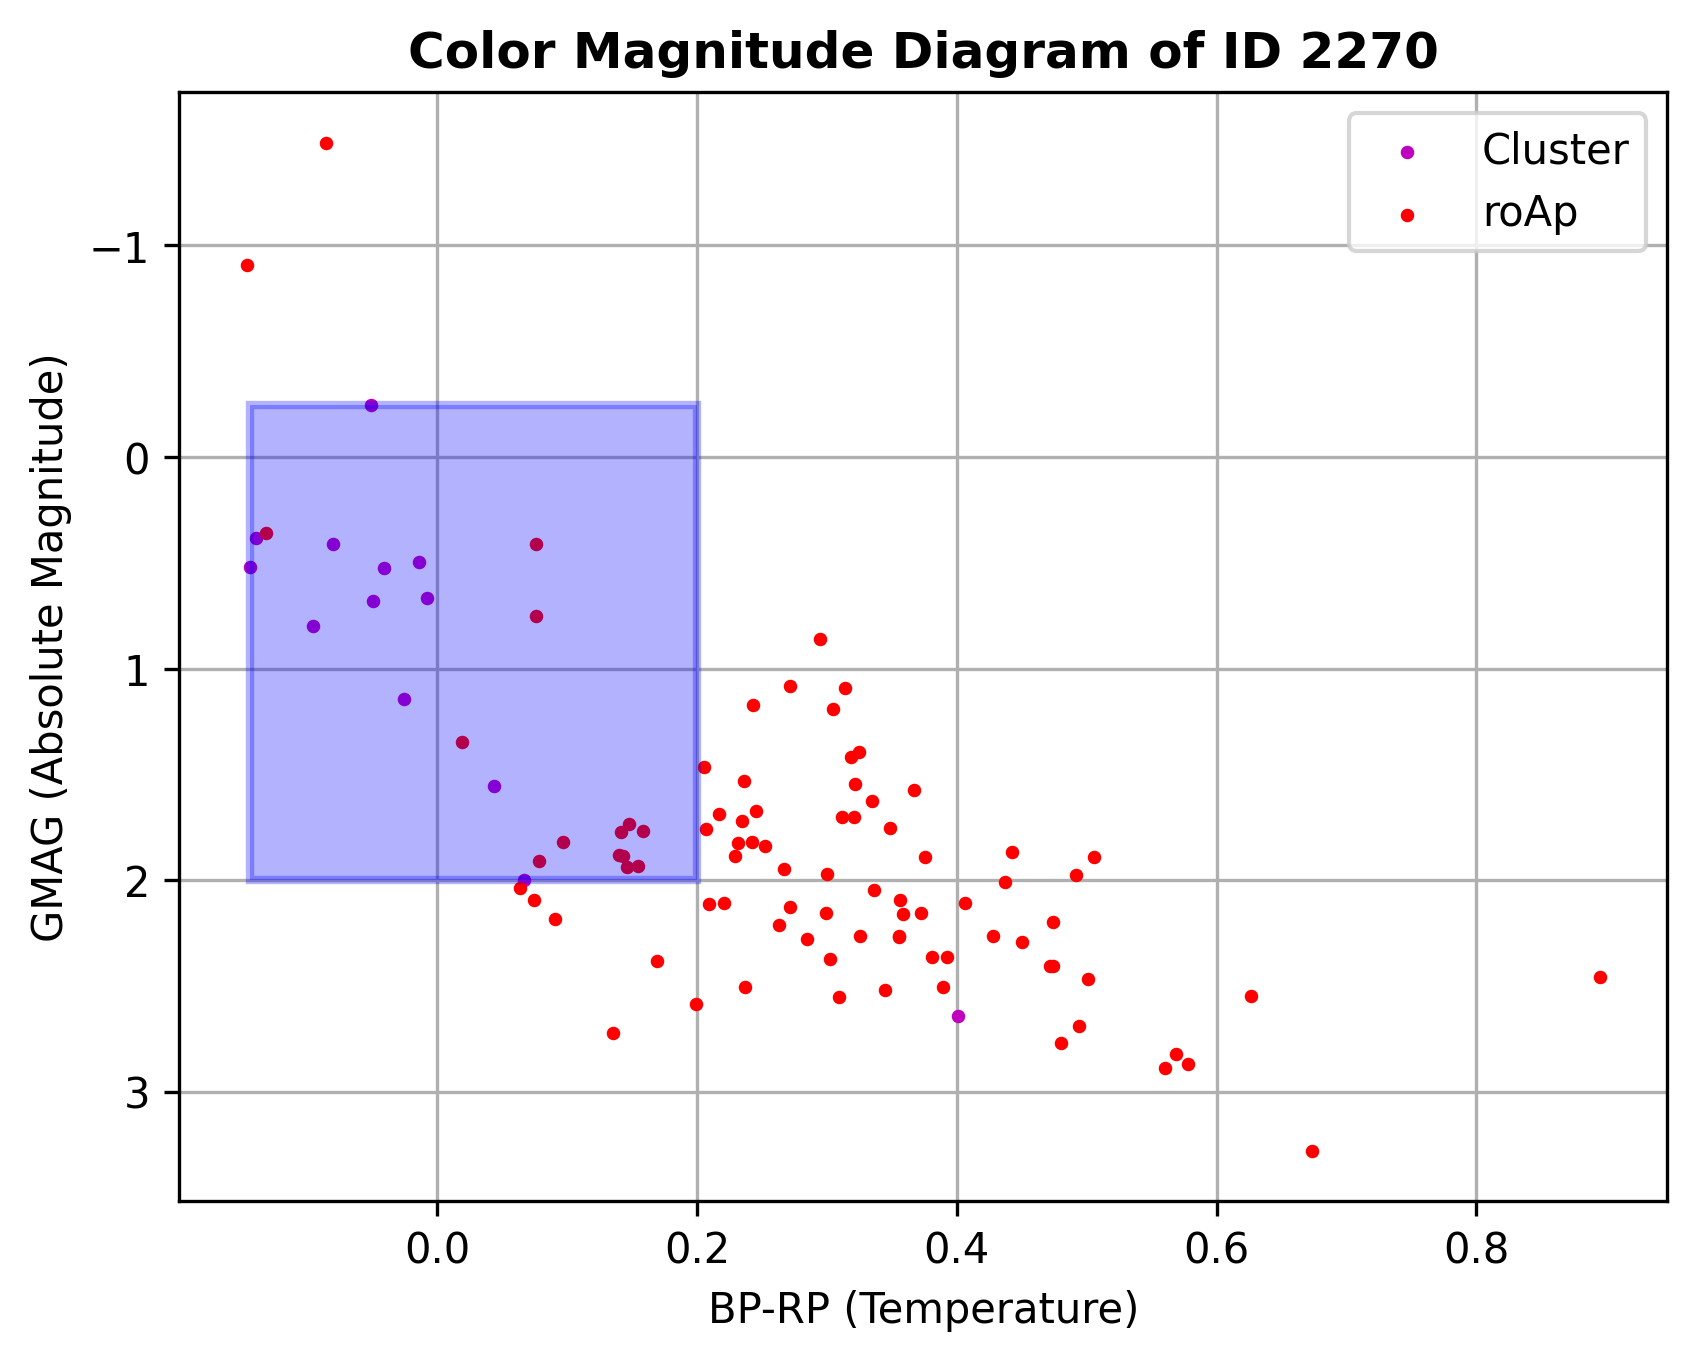 Color Magnitude Diagram of ID 2270
Cluster
roAp
−1
0
1
2
3
GMAG (Absolute Magnitude)
0.0 0.2 0.4 0.6 0.8
BP-RP (Temperature)